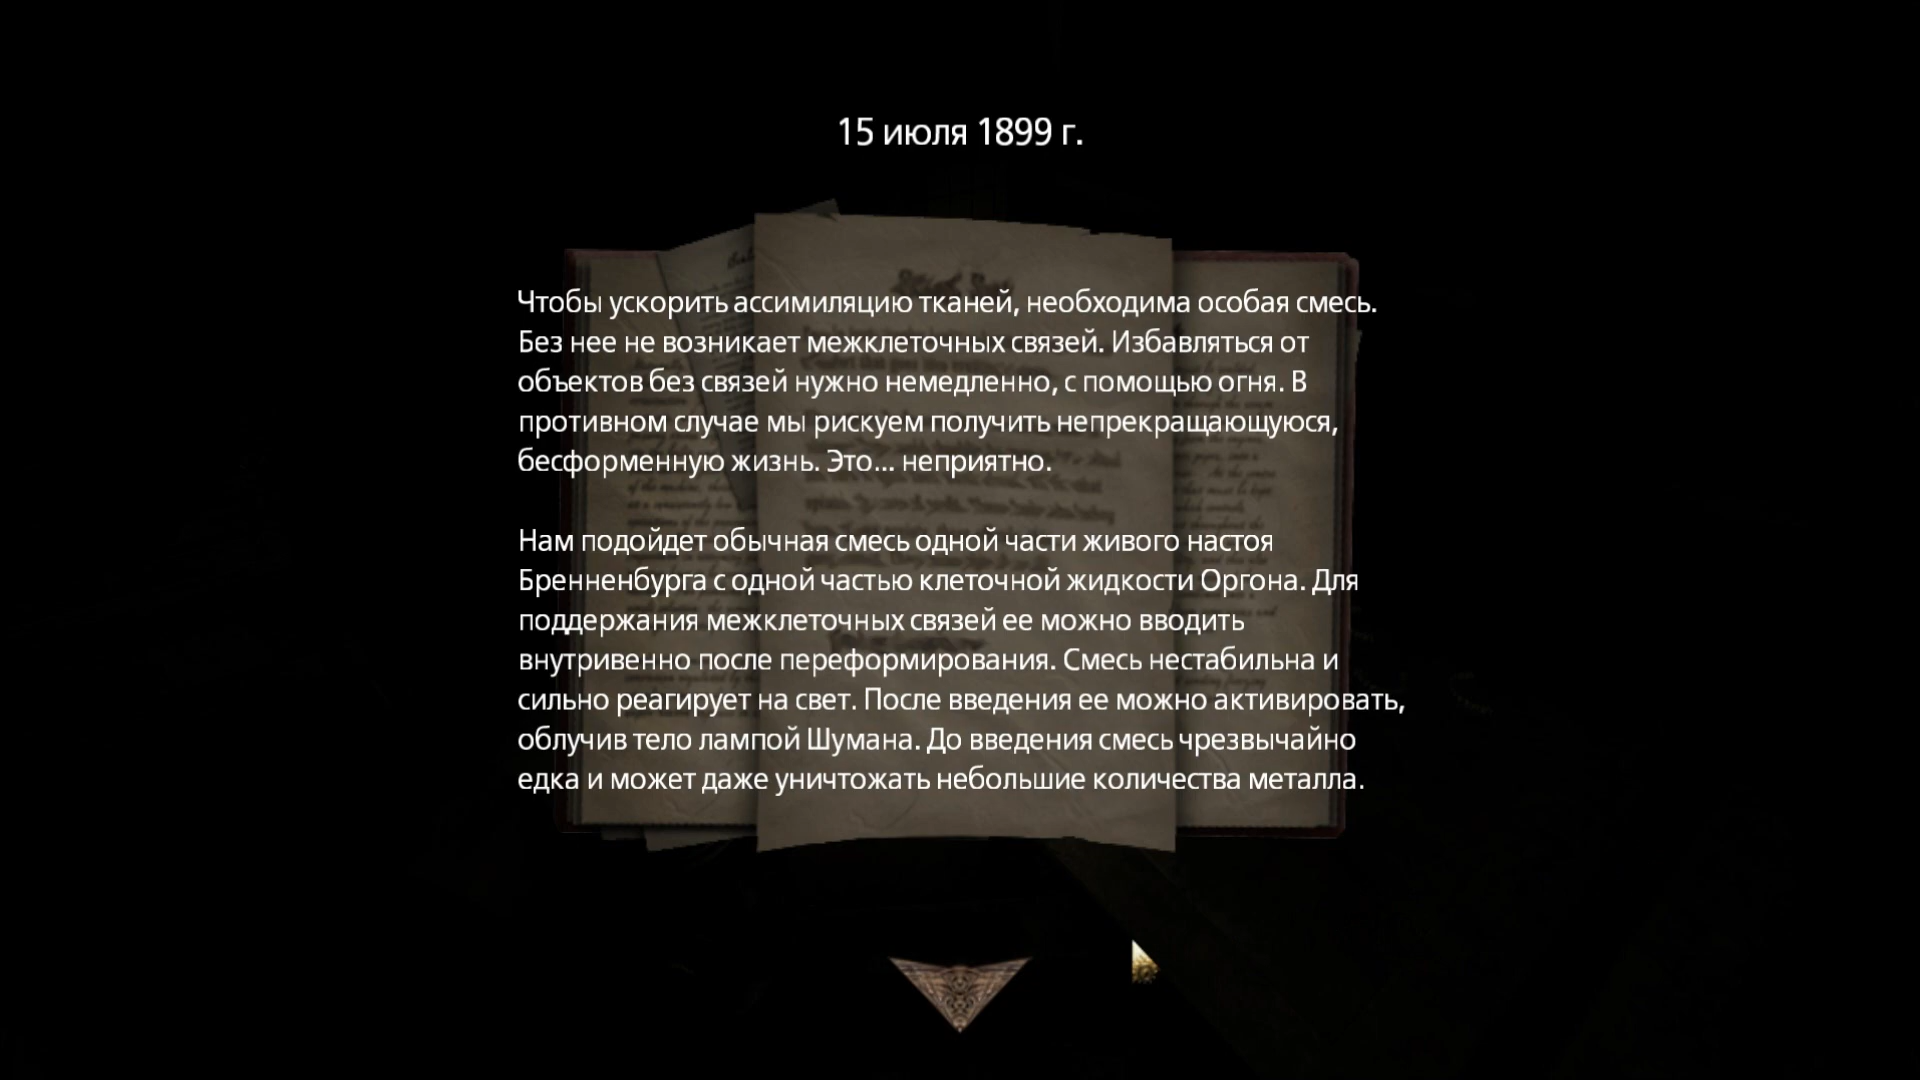 15 июля 1899 г.
Чтобы ускорить ассимиляцию тканей, необходима особая смесь.
Без нее не возникает межклеточных связей. Избавляться от
объектов без связей нужно немедленно, с помощью огня. В
противном случае мы рискуем получить непрекращающуюся,
бесформенную жизнь. Это... неприятно.
Нам подойдет обычная смесь одной части живого настоя
Бренненбурга с одной частью клеточной жидкости Оргона. Для
поддержания межклеточных связей ее можно вводить
внутривенно после переформирования. Смесь нестабильна и
сильно реагирует на свет. После введения ее можно активировать,
облучив тело лампой Шумана. До введения смесь чрезвычайно
едка и может даже уничтожать небольшие количества металла.